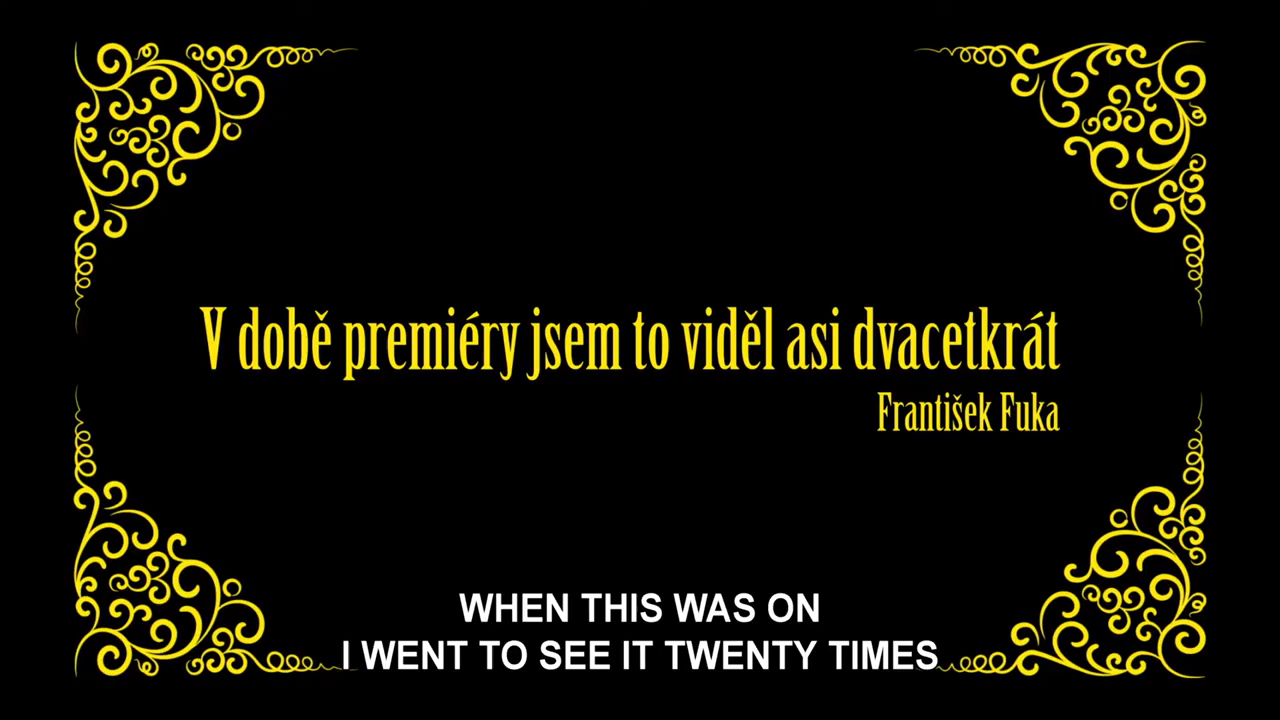 V době premiéry jsem to viděl asi dvacetkrát
František Fuka
WHEN THIS WAS ON
I WENT TO SEE IT TWENTY TIMES